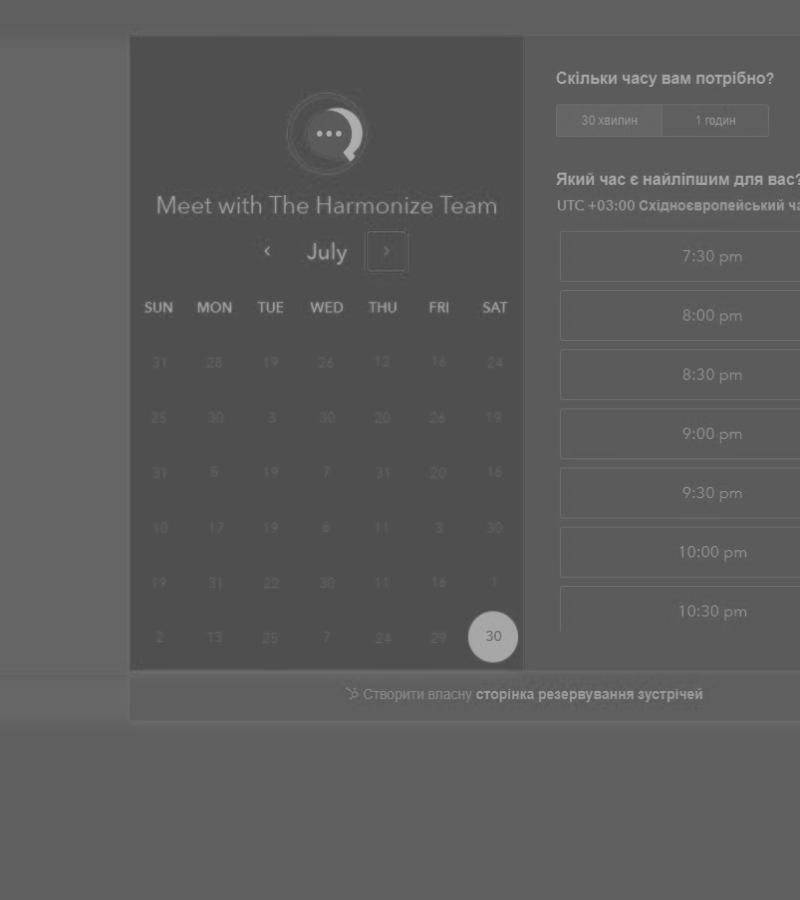 Meet with The Harmonize Team
July
SUN MON TUE WED THU FRI SAT
31 28 19 26 12 16 24
25 30 3 30 20 26 19
31 5 19 7 31 20 16
10 17 19 6 11 3 30
19 31 22 30 11 16 1
2 13 25 7 24 29 30
Скільки часу вам потрібно?
30 хвилин 1 годин
Який час є найліпшим для вас?
UTC +03:00 Східноєвропейський
7:30 pm
8:00 pm
8:30 pm
9:00 pm
9:30 pm
10:00 pm
10:30 pm
Створити власну сторінка резервування зустрічей